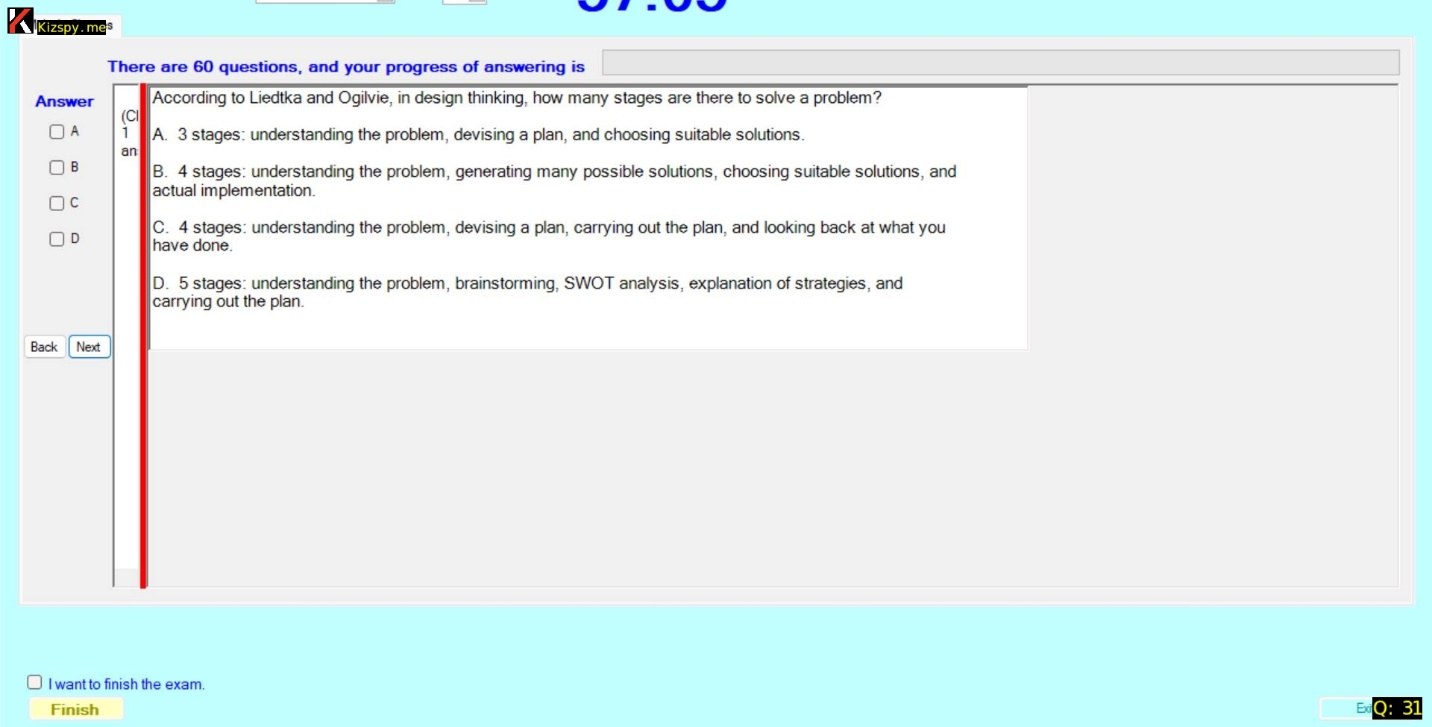 Kizspy.me s
There are 60 questions, and your progress of answering is
Answer
A
B
C
D
Back Next
(Cl
1
an
According to Liedtka and Ogilvie, in design thinking, how many stages are there to solve a problem?
A. 3 stages: understanding the problem, devising a plan, and choosing suitable solutions.
B. 4 stages: understanding the problem, generating many possible solutions, choosing suitable solutions, and
actual implementation.
C. 4 stages: understanding the problem, devising a plan, carrying out the plan, and looking back at what you
have done.
D. 5 stages: understanding the problem, brainstorming, SWOT analysis, explanation of strategies, and
carrying out the plan.
I want to finish the exam.
Finish
Exi Q: 31